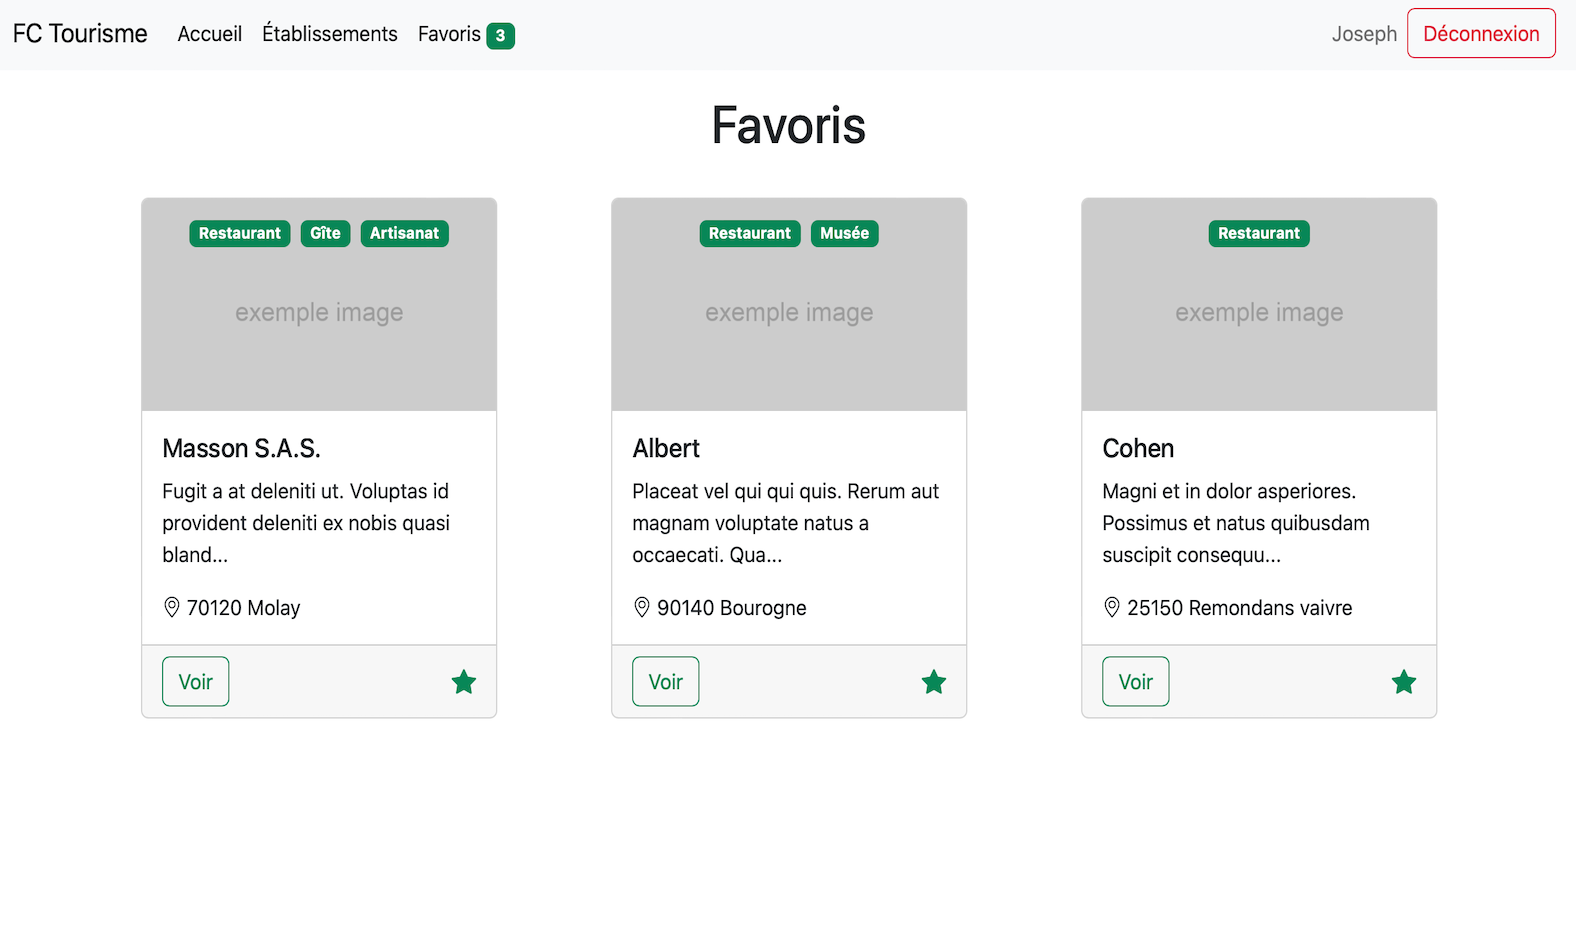 FC Tourisme Accueil Établissements Favoris 3 Joseph Déconnexion
Favoris
Restaurant Gîte Artisanat
exemple image
Masson S.A.S.
Fugit a at deleniti ut. Voluptas id
provident deleniti ex nobis quasi
bland...
70120 Molay
Voir
Restaurant Musée
exemple image
Albert
Placeat vel qui qui quis. Rerum aut
magnam voluptate natus a
occaecati. Qua...
90140 Bourogne
Voir
Restaurant
exemple image
Cohen
Magni et in dolor asperiores.
Possimus et natus quibusdam
suscipit consequu...
25150 Remondans vaivre
Voir